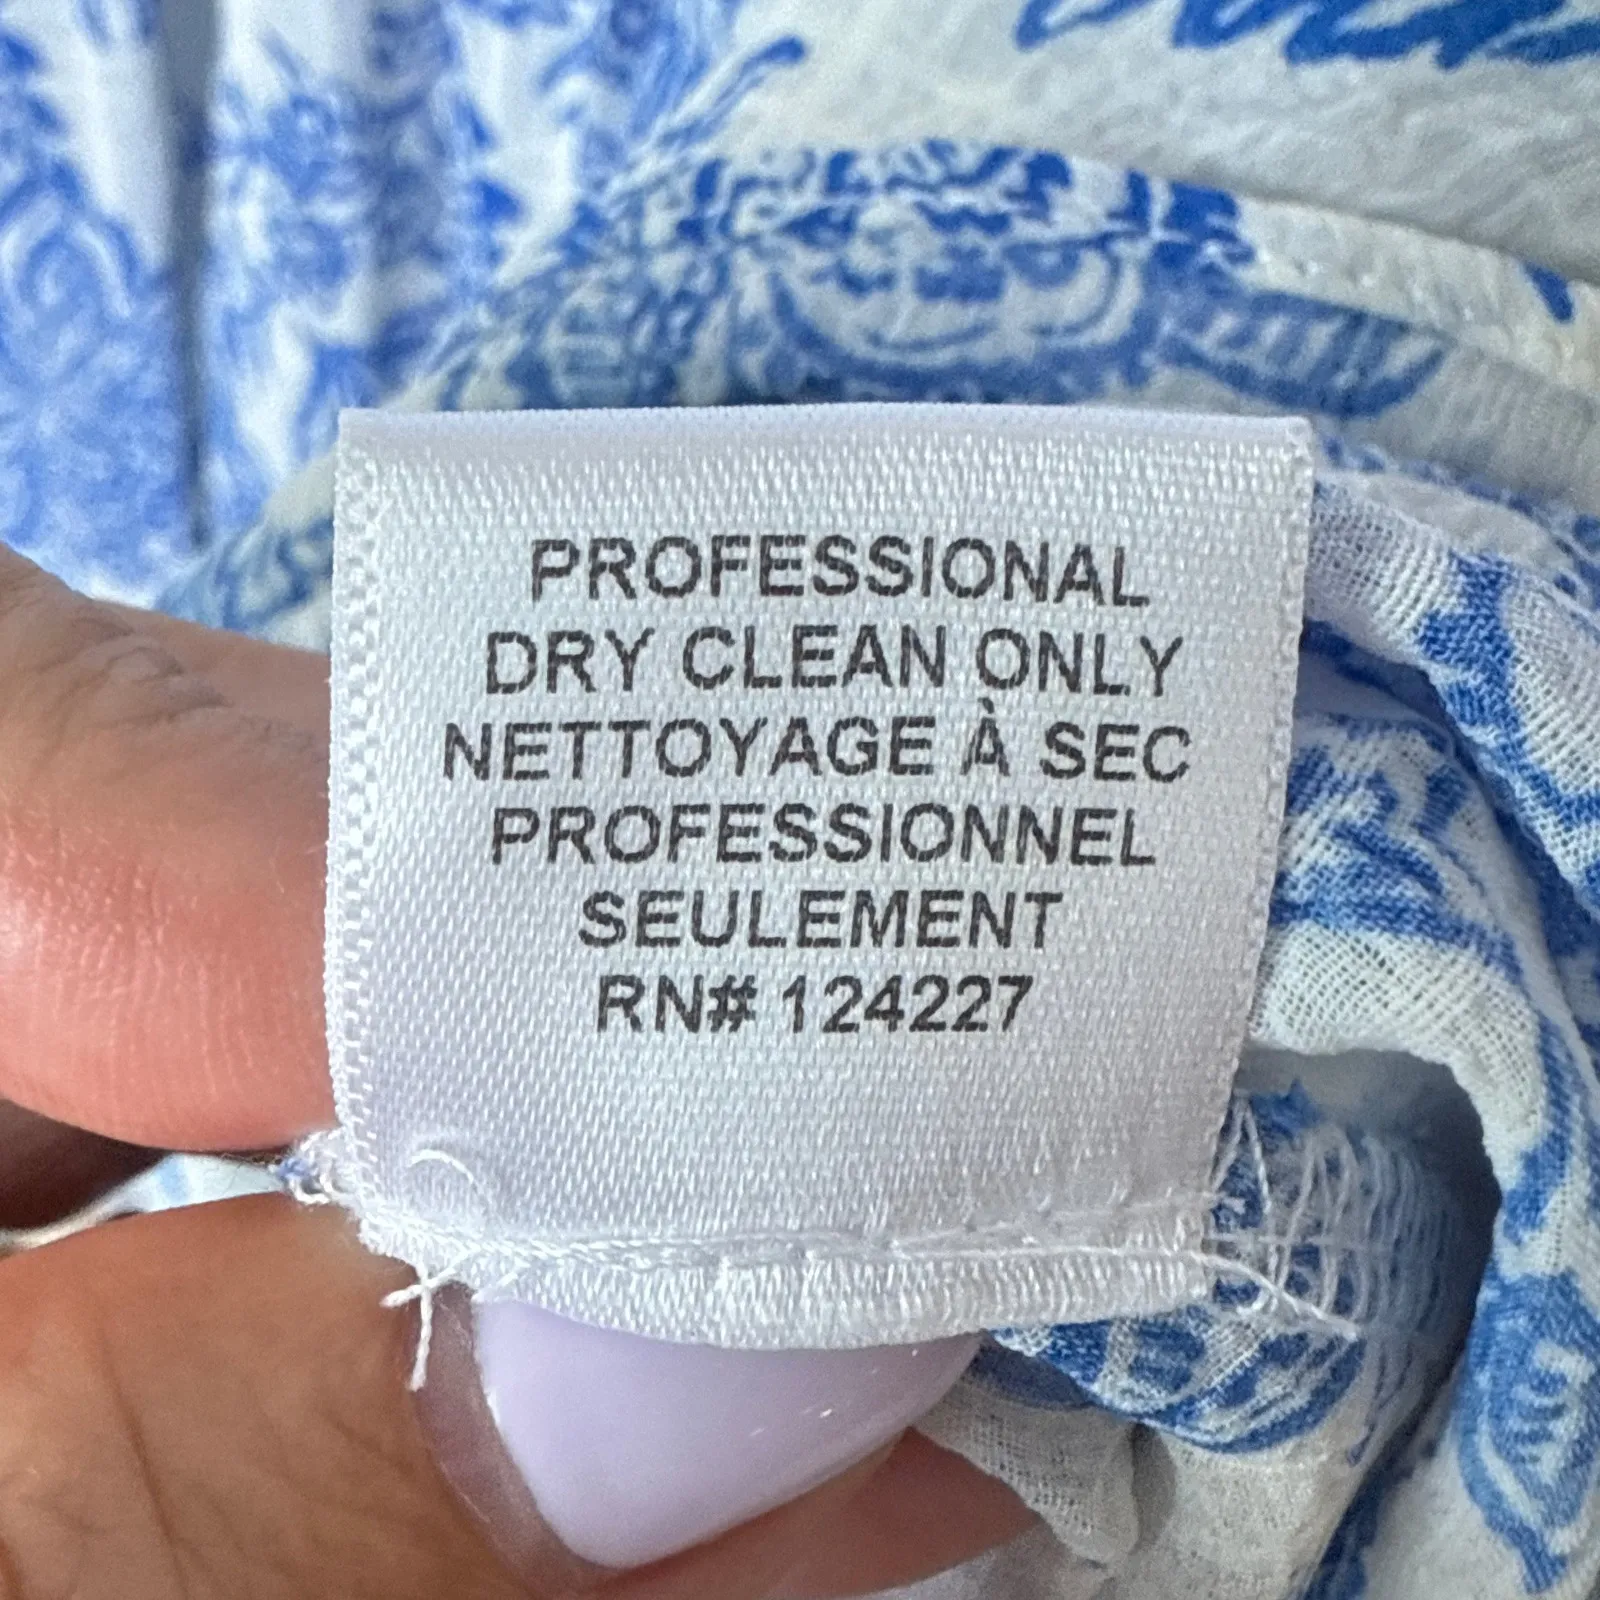 PROFESSIONAL
DRY CLEAN ONLY
NETTOYAGE À SEC
PROFESSIONNEL
SEULEMENT
RN# 124227